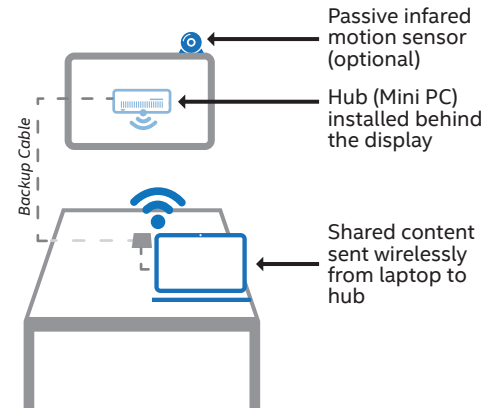 Passive infared
motion sensor
(optional)
Hub (Mini PC)
installed behind
the display
Backup Cable
Shared content
sent wirelessly
from laptop to
hub